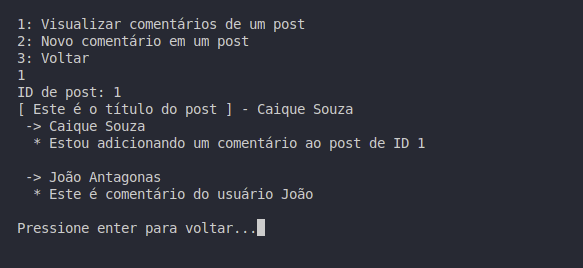 1: Visualizar comentários de um post
2: Novo comentário em um post
3: Voltar
1
ID de post: 1
[ Este é o título do post ] - Caique Souza
 -> Caique Souza
  * Estou adicionando um comentário ao post de ID 1

 -> João Antagonas
  * Este é comentário do usuário João

Pressione enter para voltar...